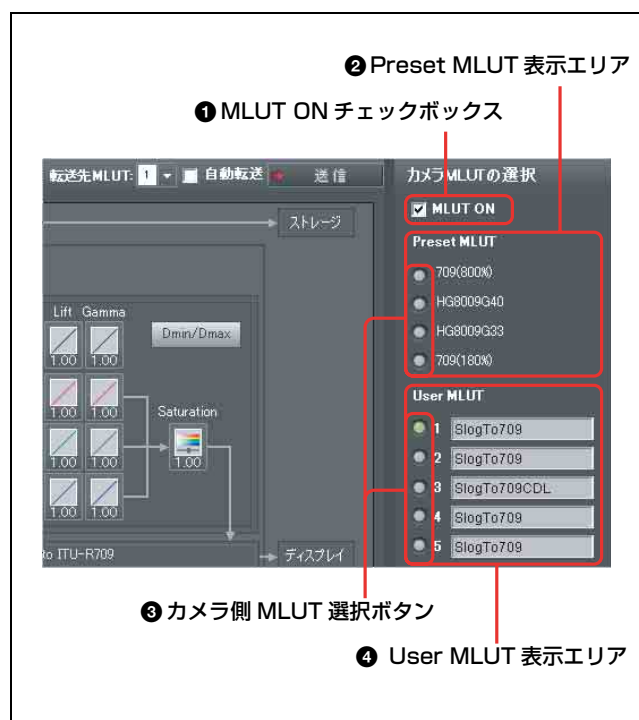 ❷Preset MLUT 表示エリア
❶MLUT ON チェックボックス
転送先MLUT: 1 自動転送 送信
カメラMLUTの選択
MLUT ON
ストレージ
Preset MLUT
709(800%)
HG8009G40
HG8009G33
709(180%)
Lift Gamma
Dmin/Dmax
1.00 1.00
1.00 1.00
Saturation
1.00 1.00
1.00
1.00 1.00
User MLUT
1 SlogTo709
2 SlogTo709
3 SlogTo709CDL
4 SlogTo709
5 SlogTo709
to ITU-R709
ディスプレイ
❸カメラ側 MLUT 選択ボタン
❹ User MLUT 表示エリア